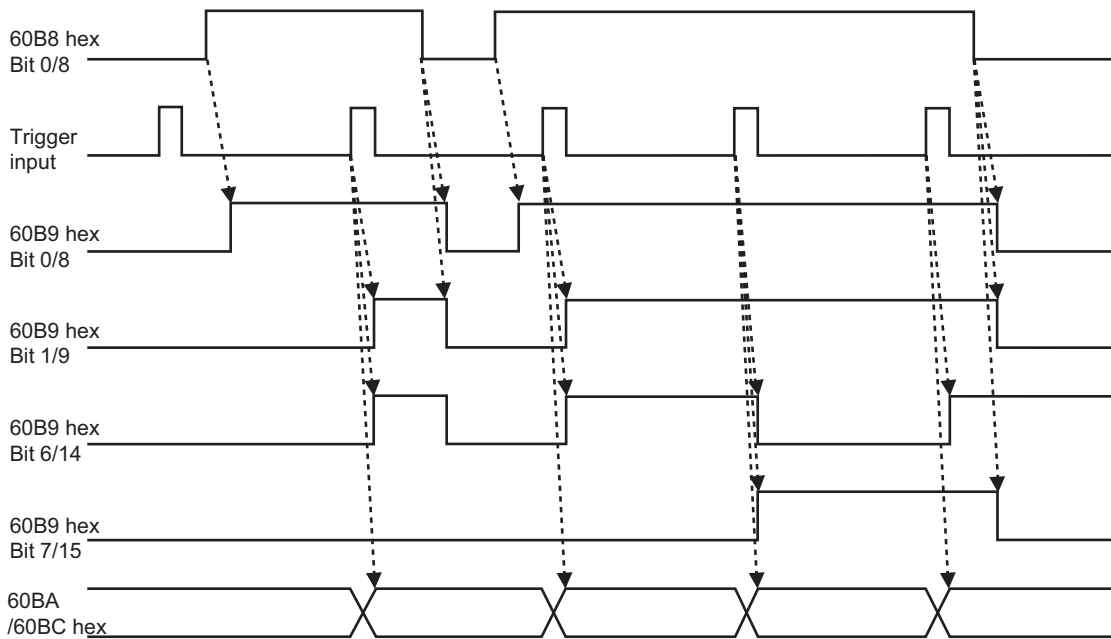 60B8 hex
Bit 0/8
Trigger
input
60B9 hex
Bit 0/8
60B9 hex
Bit 1/9
60B9 hex
Bit 6/14
60B9 hex
Bit 7/15
60BA
/60BC hex